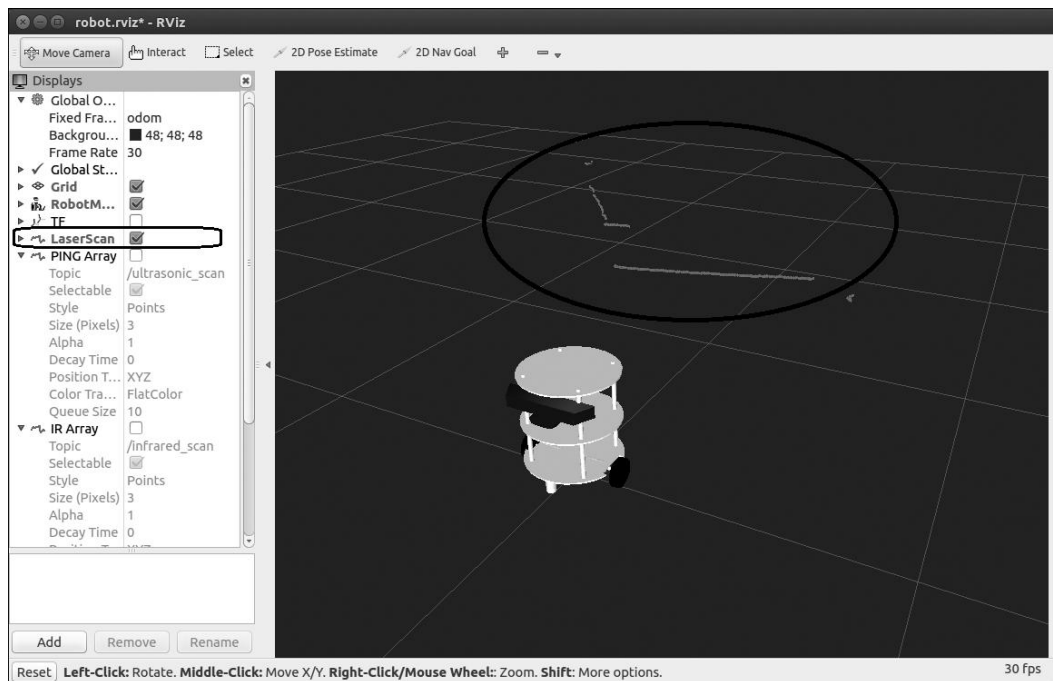 robot.rviz* - RViz
Move Camera Interact Select 2D Pose Estimate 2D Nav Goal
Displays
Global O...
Fixed Fra... odom
Backgrou... 48; 48; 48
Frame Rate 30
Global St...
Grid
RobotM...
TF
LaserScan
PING Array
Topic /ultrasonic_scan
Selectable
Style Points
Size (Pixels) 3
Alpha 1
Decay Time 0
Position T... XYZ
Color Tra... FlatColor
Queue Size 10
IR Array
Topic /infrared_scan
Selectable
Style Points
Size (Pixels) 3
Alpha 1
Decay Time 0
Add Remove Rename
Reset Left-Click: Rotate. Middle-Click: Move X/Y. Right-Click/Mouse Wheel:: Zoom. Shift: More options. 30 fps